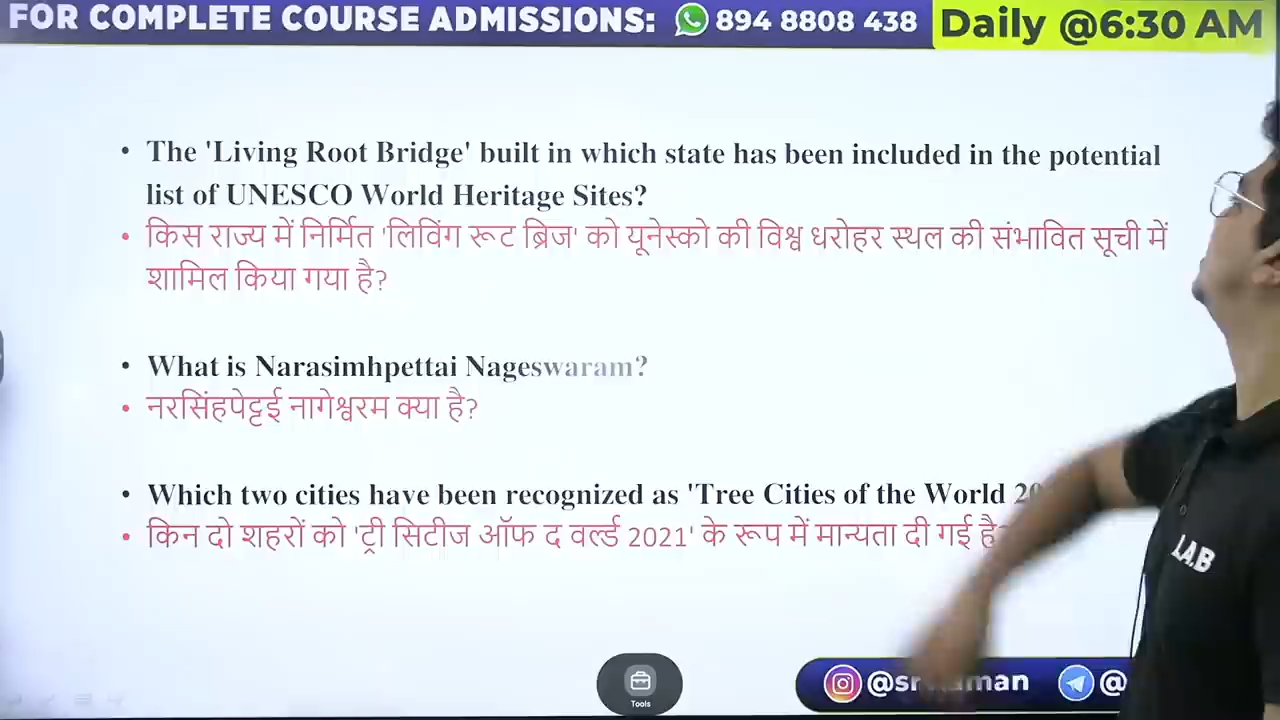 FOR COMPLETE COURSE ADMISSIONS: 894 8808 438 Daily @6:30 AM
• The 'Living Root Bridge' built in which state has been included in the potential
list of UNESCO World Heritage Sites?
• किस राज्य में निर्मित 'लिविंग रूट ब्रिज' को यूनेस्को की विश्व धरोहर स्थल की संभावित सूची में
शामिल किया गया है?
• What is Narasimhpettai Nageswaram?
• नरसिंहपेट्टई नागेश्वरम क्या है?
• Which two cities have been recognized as 'Tree Cities of the World
• किन दो शहरों को 'ट्री सिटीज ऑफ द वर्ल्ड 2021' के रूप में मान्यता दी गई है?
L.A.B
Tools
@